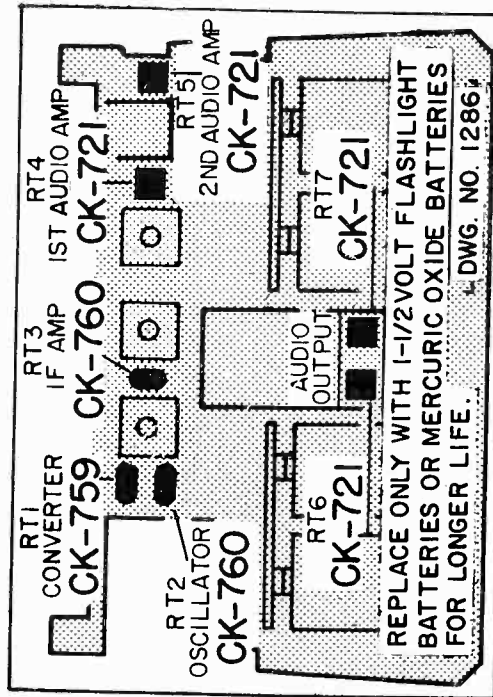 RT1
CONVERTER
CK-759
RT2
OSCILLATOR
CK-760
RT3
IF AMP
CK-760
RT4
1ST AUDIO AMP
CK-721
RT5
2ND AUDIO AMP
CK-721
RT6
CK-721
AUDIO
OUTPUT
RT7
CK-721
REPLACE ONLY WITH 1-1/2 VOLT FLASHLIGHT
BATTERIES OR MERCURIC OXIDE BATTERIES
FOR LONGER LIFE.
DWG. NO. 1286